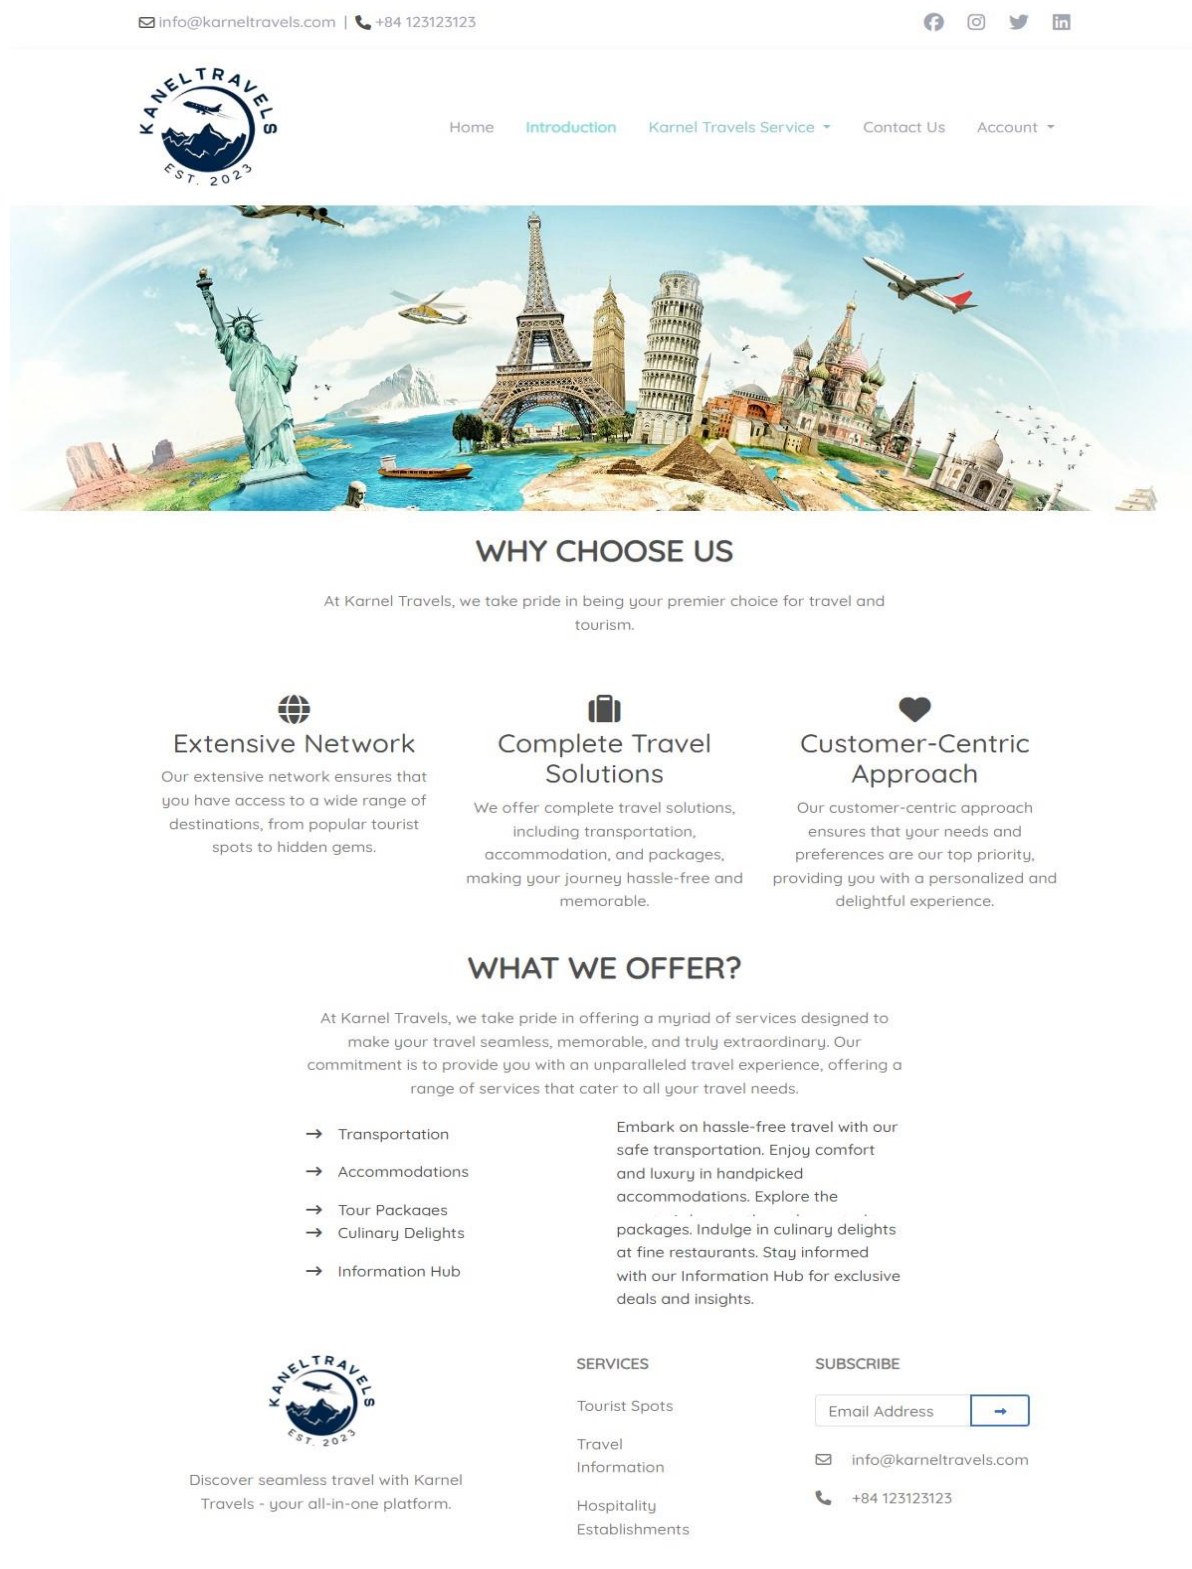 info@karneltravels.com | +84 123123123
KANELTRAVELS
EST. 2023
Home Introduction Karnel Travels Service Contact Us Account
WHY CHOOSE US
At Karnel Travels, we take pride in being your premier choice for travel and
tourism.
Extensive Network
Our extensive network ensures that
you have access to a wide range of
destinations, from popular tourist
spots to hidden gems.
Complete Travel
Solutions
We offer complete travel solutions,
including transportation,
accommodation, and packages,
making your journey hassle-free and
memorable.
Customer-Centric
Approach
Our customer-centric approach
ensures that your needs and
preferences are our top priority,
providing you with a personalized and
delightful experience.
WHAT WE OFFER?
At Karnel Travels, we take pride in offering a myriad of services designed to
make your travel seamless, memorable, and truly extraordinary. Our
commitment is to provide you with an unparalleled travel experience, offering a
range of services that cater to all your travel needs.
Transportation
Accommodations
Tour Packages
Culinary Delights
Information Hub
Embark on hassle-free travel with our
safe transportation. Enjoy comfort
and luxury in handpicked
accommodations. Explore the
packages. Indulge in culinary delights
at fine restaurants. Stay informed
with our Information Hub for exclusive
deals and insights.
KANELTRAVELS
EST. 2023
Discover seamless travel with Karnel
Travels - your all-in-one platform.
SERVICES
Tourist Spots
Travel
Information
Hospitality
Establishments
SUBSCRIBE
Email Address
info@karneltravels.com
+84 123123123